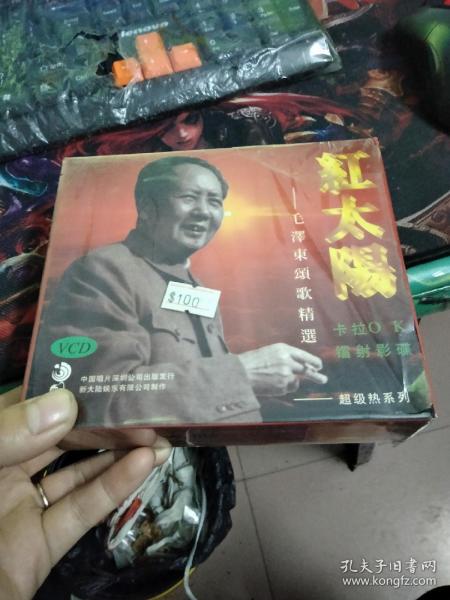 lenovo
紅太陽
——毛澤東頌歌精選
卡拉OK
镭射影碟
——超级热系列
$100
VCD
中国唱片深圳公司出版发行
新大陆娱乐有限公司制作
孔夫子旧书网
www.kongfz.com